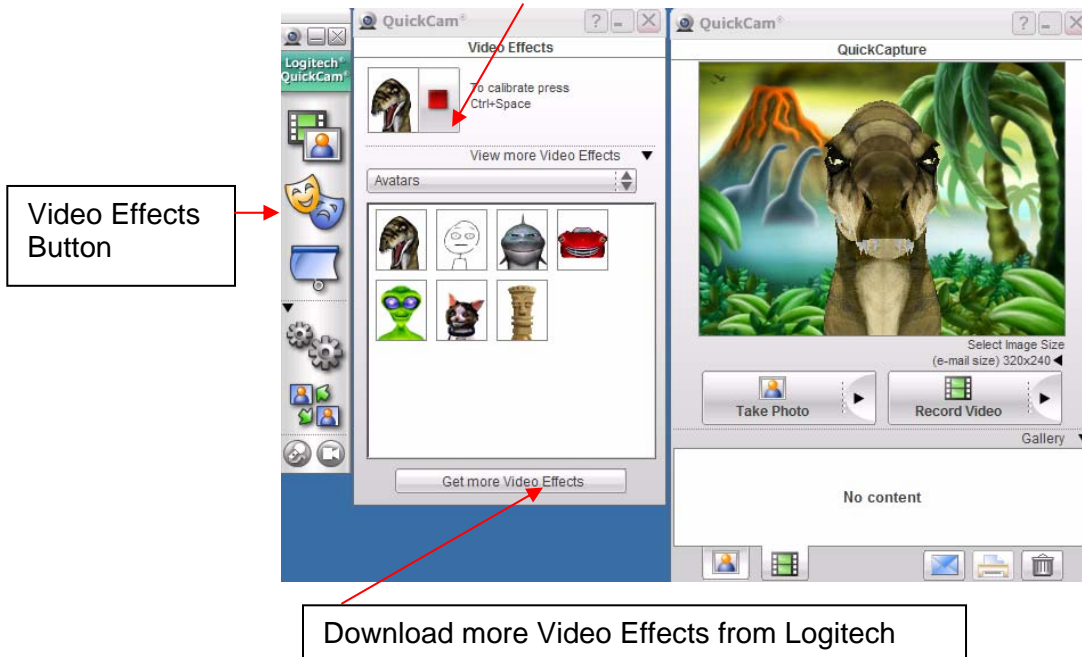 QuickCam®
Video Effects
To calibrate press
Ctrl+Space
View more Video Effects
Avatars
Get more Video Effects
Logitech®
QuickCam®
Video Effects
Button
QuickCam®
QuickCapture
Select Image Size
(e-mail size) 320x240
Take Photo
Record Video
Gallery
No content
Download more Video Effects from Logitech